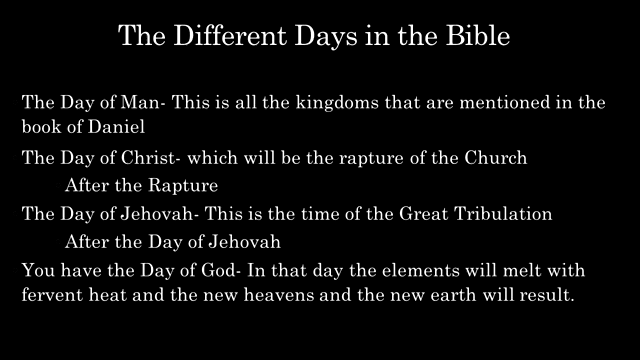 The Different Days in the Bible
The Day of Man- This is all the kingdoms that are mentioned in the
book of Daniel
The Day of Christ- which will be the rapture of the Church
After the Rapture
The Day of Jehovah- This is the time of the Great Tribulation
After the Day of Jehovah
You have the Day of God- In that day the elements will melt with
fervent heat and the new heavens and the new earth will result.